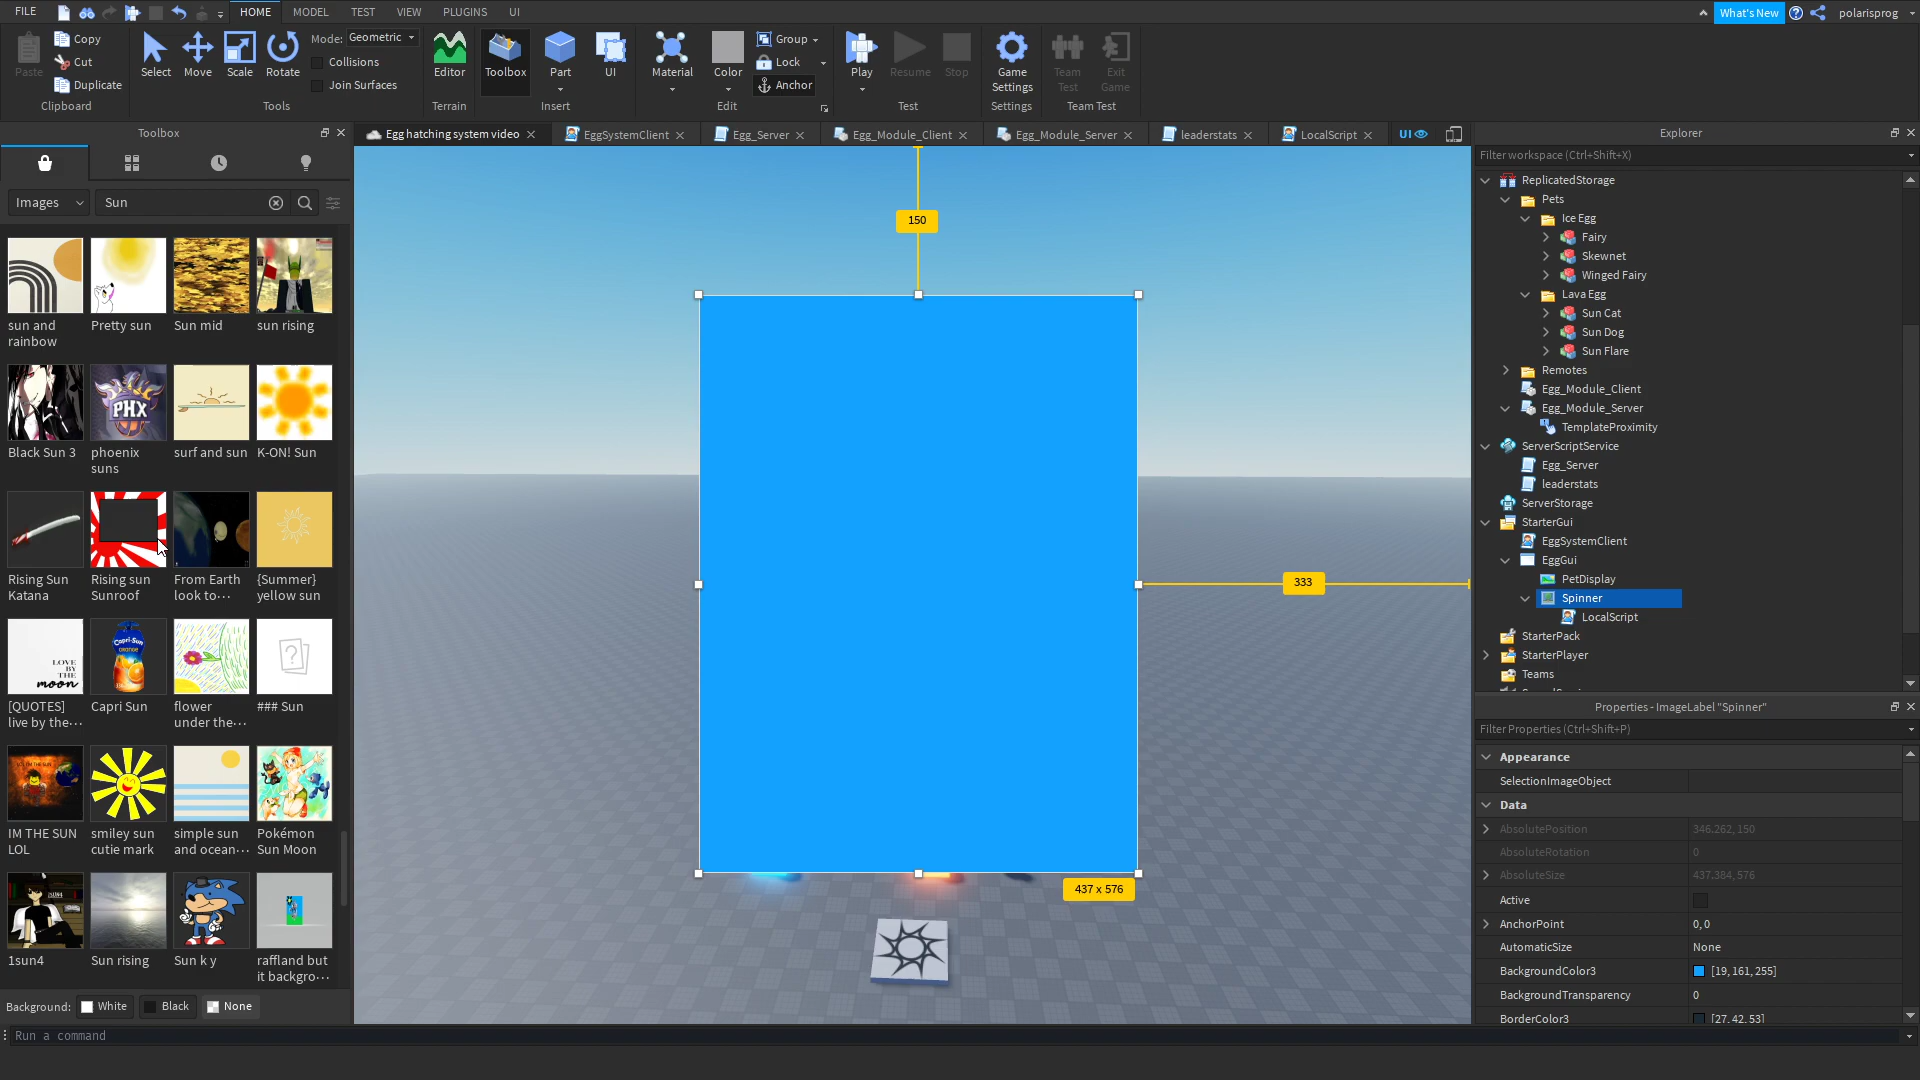 FILE
HOME
MODEL
TEST
VIEW
PLUGINS
UI
What's New
polarisprog
Paste
Copy
Cut
Duplicate
Clipboard
Select
Move
Scale
Rotate
Mode: Geometric
Collisions
Join Surfaces
Tools
Editor
Terrain
Toolbox
Part
UI
Insert
Material
Color
Group
Lock
Anchor
Edit
Play
Resume
Stop
Test
Game Settings
Settings
Team Test
Exit Game
Team Test
Toolbox
Images
Sun
sun and rainbow
Pretty sun
Sun mid
sun rising
PHX
Black Sun 3
phoenix suns
surf and sun
K-ON! Sun
Rising Sun Katana
Rising sun Sunroof
From Earth look to···
{Summer} yellow sun
LOVE
BY
THE
moon
Capri-Sun
[QUOTES] live by the···
Capri Sun
flower under the···
### Sun
IM THE SUN LOL
smiley sun cutie mark
simple sun and ocean···
Pokémon Sun Moon
1sun4
Sun rising
Sun k y
raffland but it backgro···
Background: White Black None
Run a command
Egg hatching system video
EggSystemClient
Egg_Server
Egg_Module_Client
Egg_Module_Server
leaderstats
LocalScript
UI
150
333
437 x 576
Explorer
Filter workspace (Ctrl+Shift+X)
ReplicatedStorage
Pets
Ice Egg
Fairy
Skewnet
Winged Fairy
Lava Egg
Sun Cat
Sun Dog
Sun Flare
Remotes
Egg_Module_Client
Egg_Module_Server
TemplateProximity
ServerScriptService
Egg_Server
leaderstats
ServerStorage
StarterGui
EggSystemClient
EggGui
PetDisplay
Spinner
LocalScript
StarterPack
StarterPlayer
Teams
Properties - ImageLabel "Spinner"
Filter Properties (Ctrl+Shift+P)
Appearance
SelectionImageObject
Data
AbsolutePosition 346.262, 150
AbsoluteRotation 0
AbsoluteSize 437.384, 576
Active
AnchorPoint 0, 0
AutomaticSize None
BackgroundColor3 [19, 161, 255]
BackgroundTransparency 0
BorderColor3 [27, 42, 53]